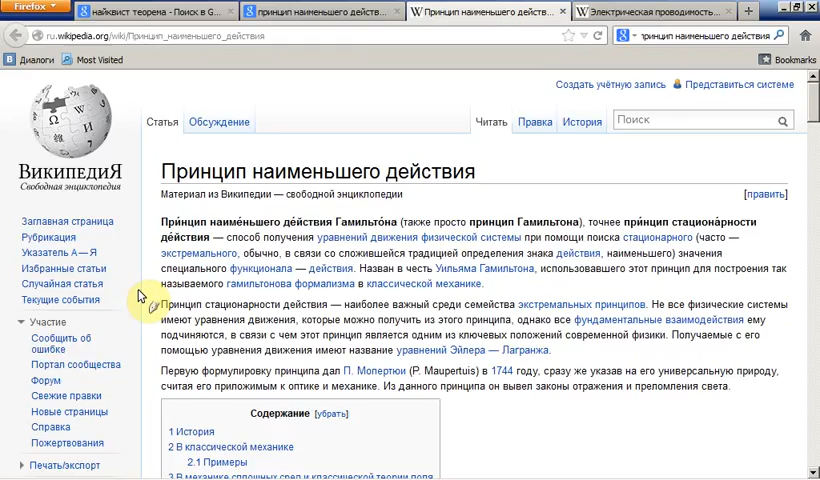 Firefox
найквист теорема - Поиск в G...
принцип наименьшего действ...
Принцип наименьшего действ...
Электрическая проводимость...
ru.wikipedia.org/wiki/Принцип_наименьшего_действия
принцип наименьшего действия
Диалоги
Most Visited
Bookmarks
Создать учётную запись
Представиться системе
Статья
Обсуждение
Читать
Правка
История
Поиск
ВикипедиЯ
Свободная энциклопедия
Принцип наименьшего действия
Материал из Википедии — свободной энциклопедии
[править]
При́нцип наиме́ньшего де́йствия Гамильто́на (также просто принцип Гамильтона), точнее при́нцип стациона́рности
де́йствия — способ получения уравнений движения физической системы при помощи поиска стационарного (часто —
экстремального, обычно, в связи со сложившейся традицией определения знака действия, наименьшего) значения
специального функционала — действия. Назван в честь Уильяма Гамильтона, использовавшего этот принцип для построения так
называемого гамильтонова формализма в классической механике.
Принцип стационарности действия — наиболее важный среди семейства экстремальных принципов. Не все физические системы
имеют уравнения движения, которые можно получить из этого принципа, однако все фундаментальные взаимодействия ему
подчиняются, в связи с чем этот принцип является одним из ключевых положений современной физики. Получаемые с его
помощью уравнения движения имеют название уравнений Эйлера — Лагранжа.
Первую формулировку принципа дал П. Мопертюи (P. Maupertuis) в 1744 году, сразу же указав на его универсальную природу,
считая его приложимым к оптике и механике. Из данного принципа он вывел законы отражения и преломления света.
Содержание [убрать]
1 История
2 В классической механике
2.1 Примеры
3 В механике сплошных сред и классической теории поля
Заглавная страница
Рубрикация
Указатель А — Я
Избранные статьи
Случайная статья
Текущие события
Участие
Сообщить об
ошибке
Портал сообщества
Форум
Свежие правки
Новые страницы
Справка
Пожертвования
Печать/экспорт